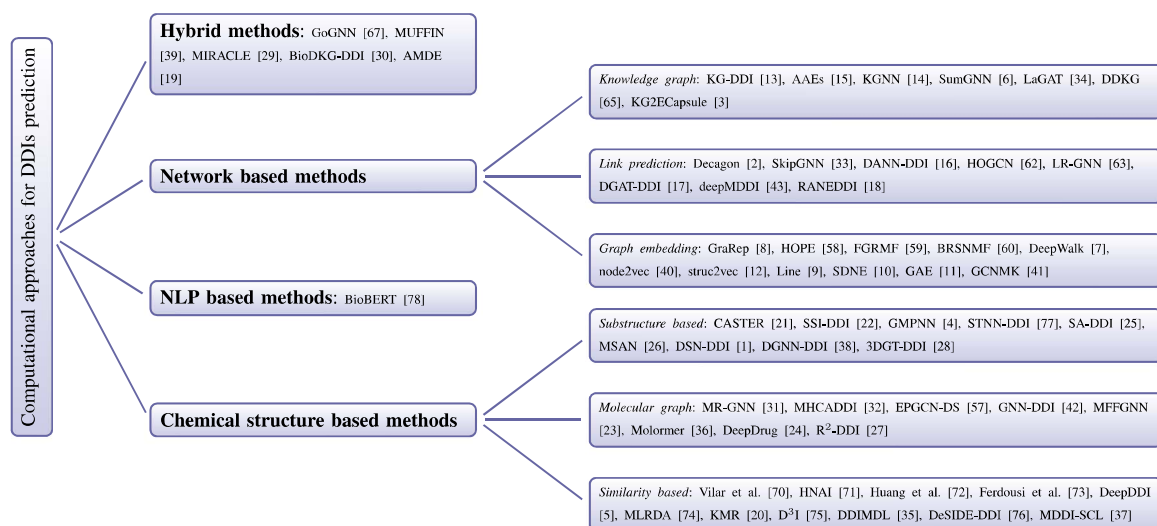 Computational approaches for DDIs prediction
Hybrid methods: GoGNN [67], MUFFIN
[39], MIRACLE [29], BioDKG-DDI [30], AMDE
[19]
Network based methods
Knowledge graph: KG-DDI [13], AAEs [15], KGNN [14], SumGNN [6], LaGAT [34], DDKG
[65], KG2ECapsule [3]
Link prediction: Decagon [2], SkipGNN [33], DANN-DDI [16], HOGCN [62], LR-GNN [63],
DGAT-DDI [17], deepMDDI [43], RANEDDI [18]
Graph embedding: GraRep [8], HOPE [58], FGRMF [59], BRSNMF [60], DeepWalk [7],
node2vec [40], struc2vec [12], Line [9], SDNE [10], GAE [11], GCNMK [41]
NLP based methods: BioBERT [78]
Chemical structure based methods
Substructure based: CASTER [21], SSI-DDI [22], GMPNN [4], STNN-DDI [77], SA-DDI [25],
MSAN [26], DSN-DDI [1], DGNN-DDI [38], 3DGT-DDI [28]
Molecular graph: MR-GNN [31], MHCADDI [32], EPGCN-DS [57], GNN-DDI [42], MFFGNN
[23], Molormer [36], DeepDrug [24], R²-DDI [27]
Similarity based: Vilar et al. [70], HNAI [71], Huang et al. [72], Ferdousi et al. [73], DeepDDI
[5], MLRDA [74], KMR [20], D³I [75], DDIMDL [35], DeSIDE-DDI [76], MDDI-SCL [37]